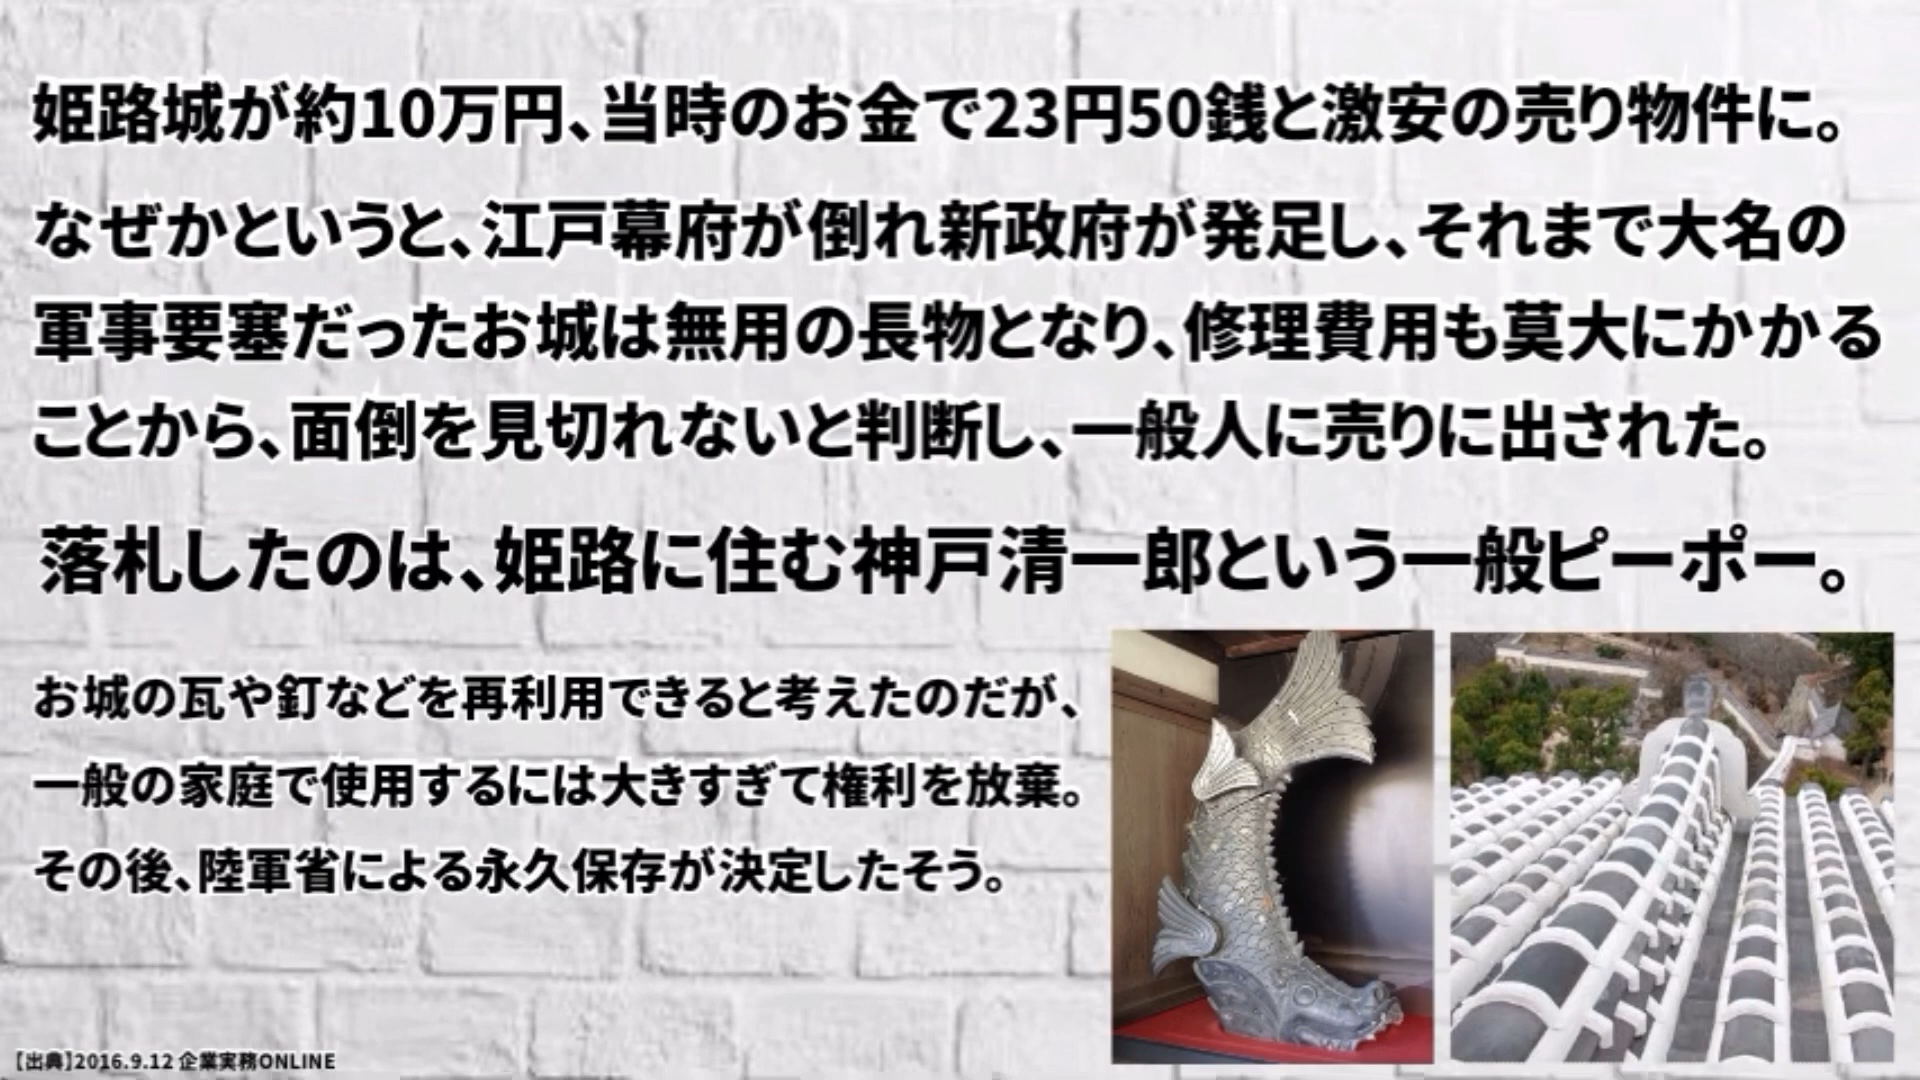 姫路城が約10万円、当時のお金で23円50銭と激安の売り物件に。
なぜかというと、江戸幕府が倒れ新政府が発足し、それまで大名の
軍事要塞だったお城は無用の長物となり、修理費用も莫大にかかる
ことから、面倒を見切れないと判断し、一般人に売りに出された。
落札したのは、姫路に住む神戸清一郎という一般ピーポー。
お城の瓦や釘などを再利用できると考えたのだが、
一般の家庭で使用するには大きすぎて権利を放棄。
その後、陸軍省による永久保存が決定したそう。
【出典】2016.9.12 企業実務ONLINE